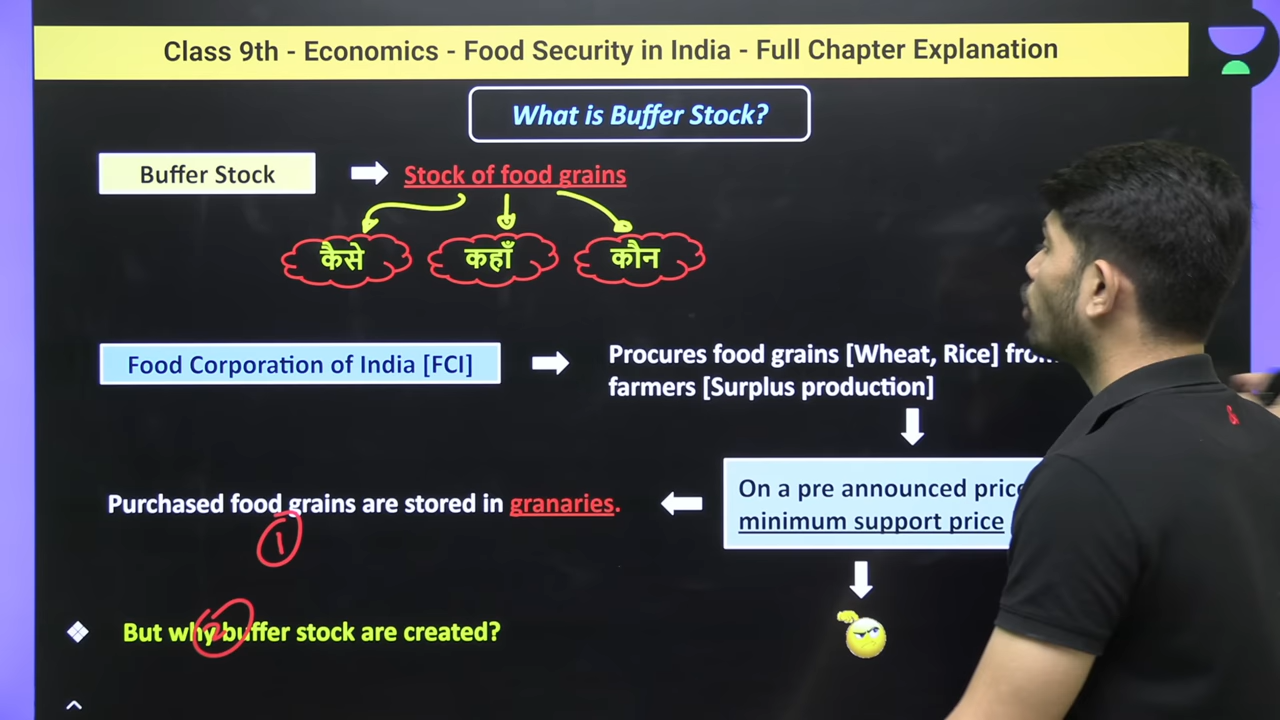 Class 9th - Economics - Food Security in India - Full Chapter Explanation
What is Buffer Stock?
Buffer Stock
Stock of food grains
कैसे
कहाँ
कौन
Food Corporation of India [FCI]
Procures food grains [Wheat, Rice]
farmers [Surplus production]
On a pre announced
minimum support price
Purchased food grains are stored in granaries.
1
2
But why buffer stock are created?